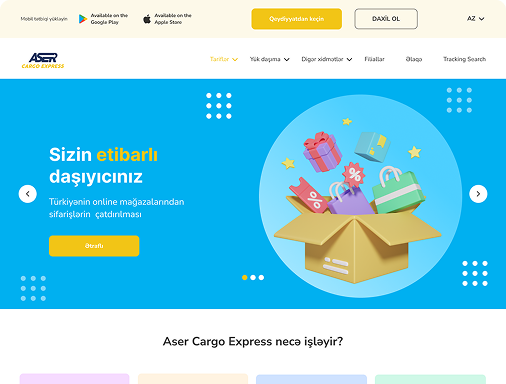 Mobil tətbiqi yükləyin
Available on the
Google Play
Available on the
Apple Store
Qeydiyyatdan keçin
DAXİL OL
AZ
ASER
CARGO EXPRESS
Tariflər
Yük daşıma
Digər xidmətlər
Filiallar
Əlaqə
Tracking Search
Sizin etibarlı
daşıyıcınız
Türkiyənin online mağazalarından
sifarişlərin çatdırılması
Ətraflı
Aser Cargo Express necə işləyir?